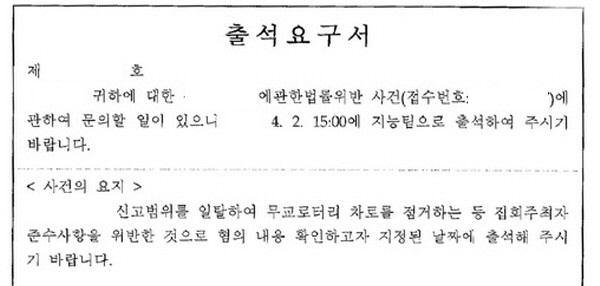 출석요구서
제 호
귀하에 대한 에관한법률위반 사건(접수번호: )에
관하여 문의할 일이 있으니 4. 2. 15:00에 지능팀으로 출석하여 주시기
바랍니다.
< 사건의 요지 >
신고범위를 일탈하여 무교로터리 차로를 점거하는 등 집회주최자
준수사항을 위반한 것으로 혐의 내용 확인하고자 지정된 날짜에 출석해 주시
기 바랍니다.